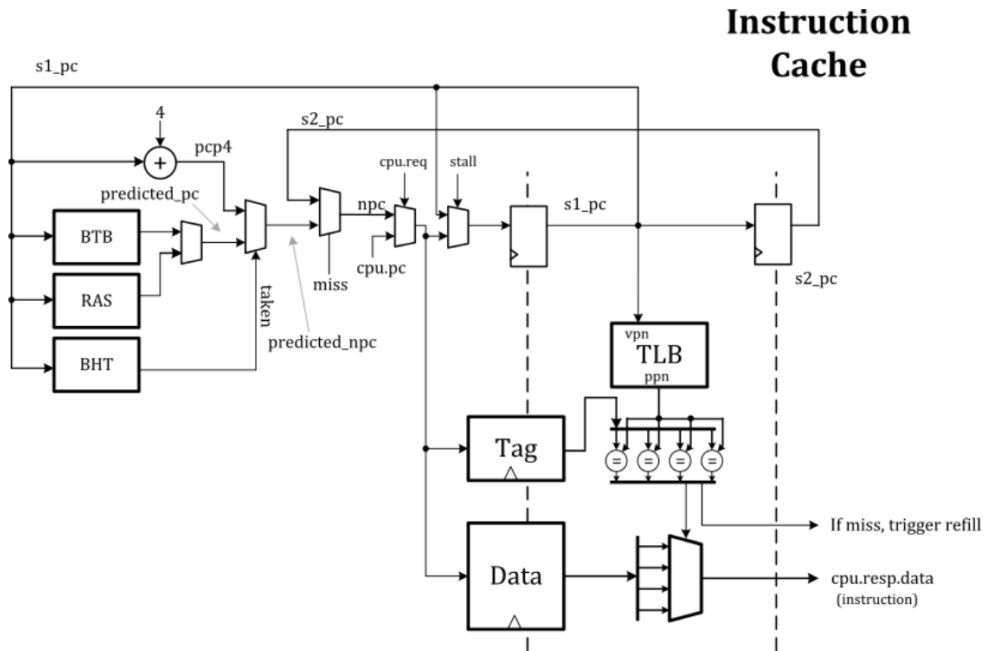 Instruction
Cache
s1_pc
4
s2_pc
pcp4
cpu.req
stall
predicted_pc
npc
s1_pc
BTB
cpu.pc
miss
s2_pc
RAS
taken
predicted_npc
vpn
TLB
BHT
ppn
Tag
= = = =
If miss, trigger refill
Data
cpu.resp.data
(instruction)
+